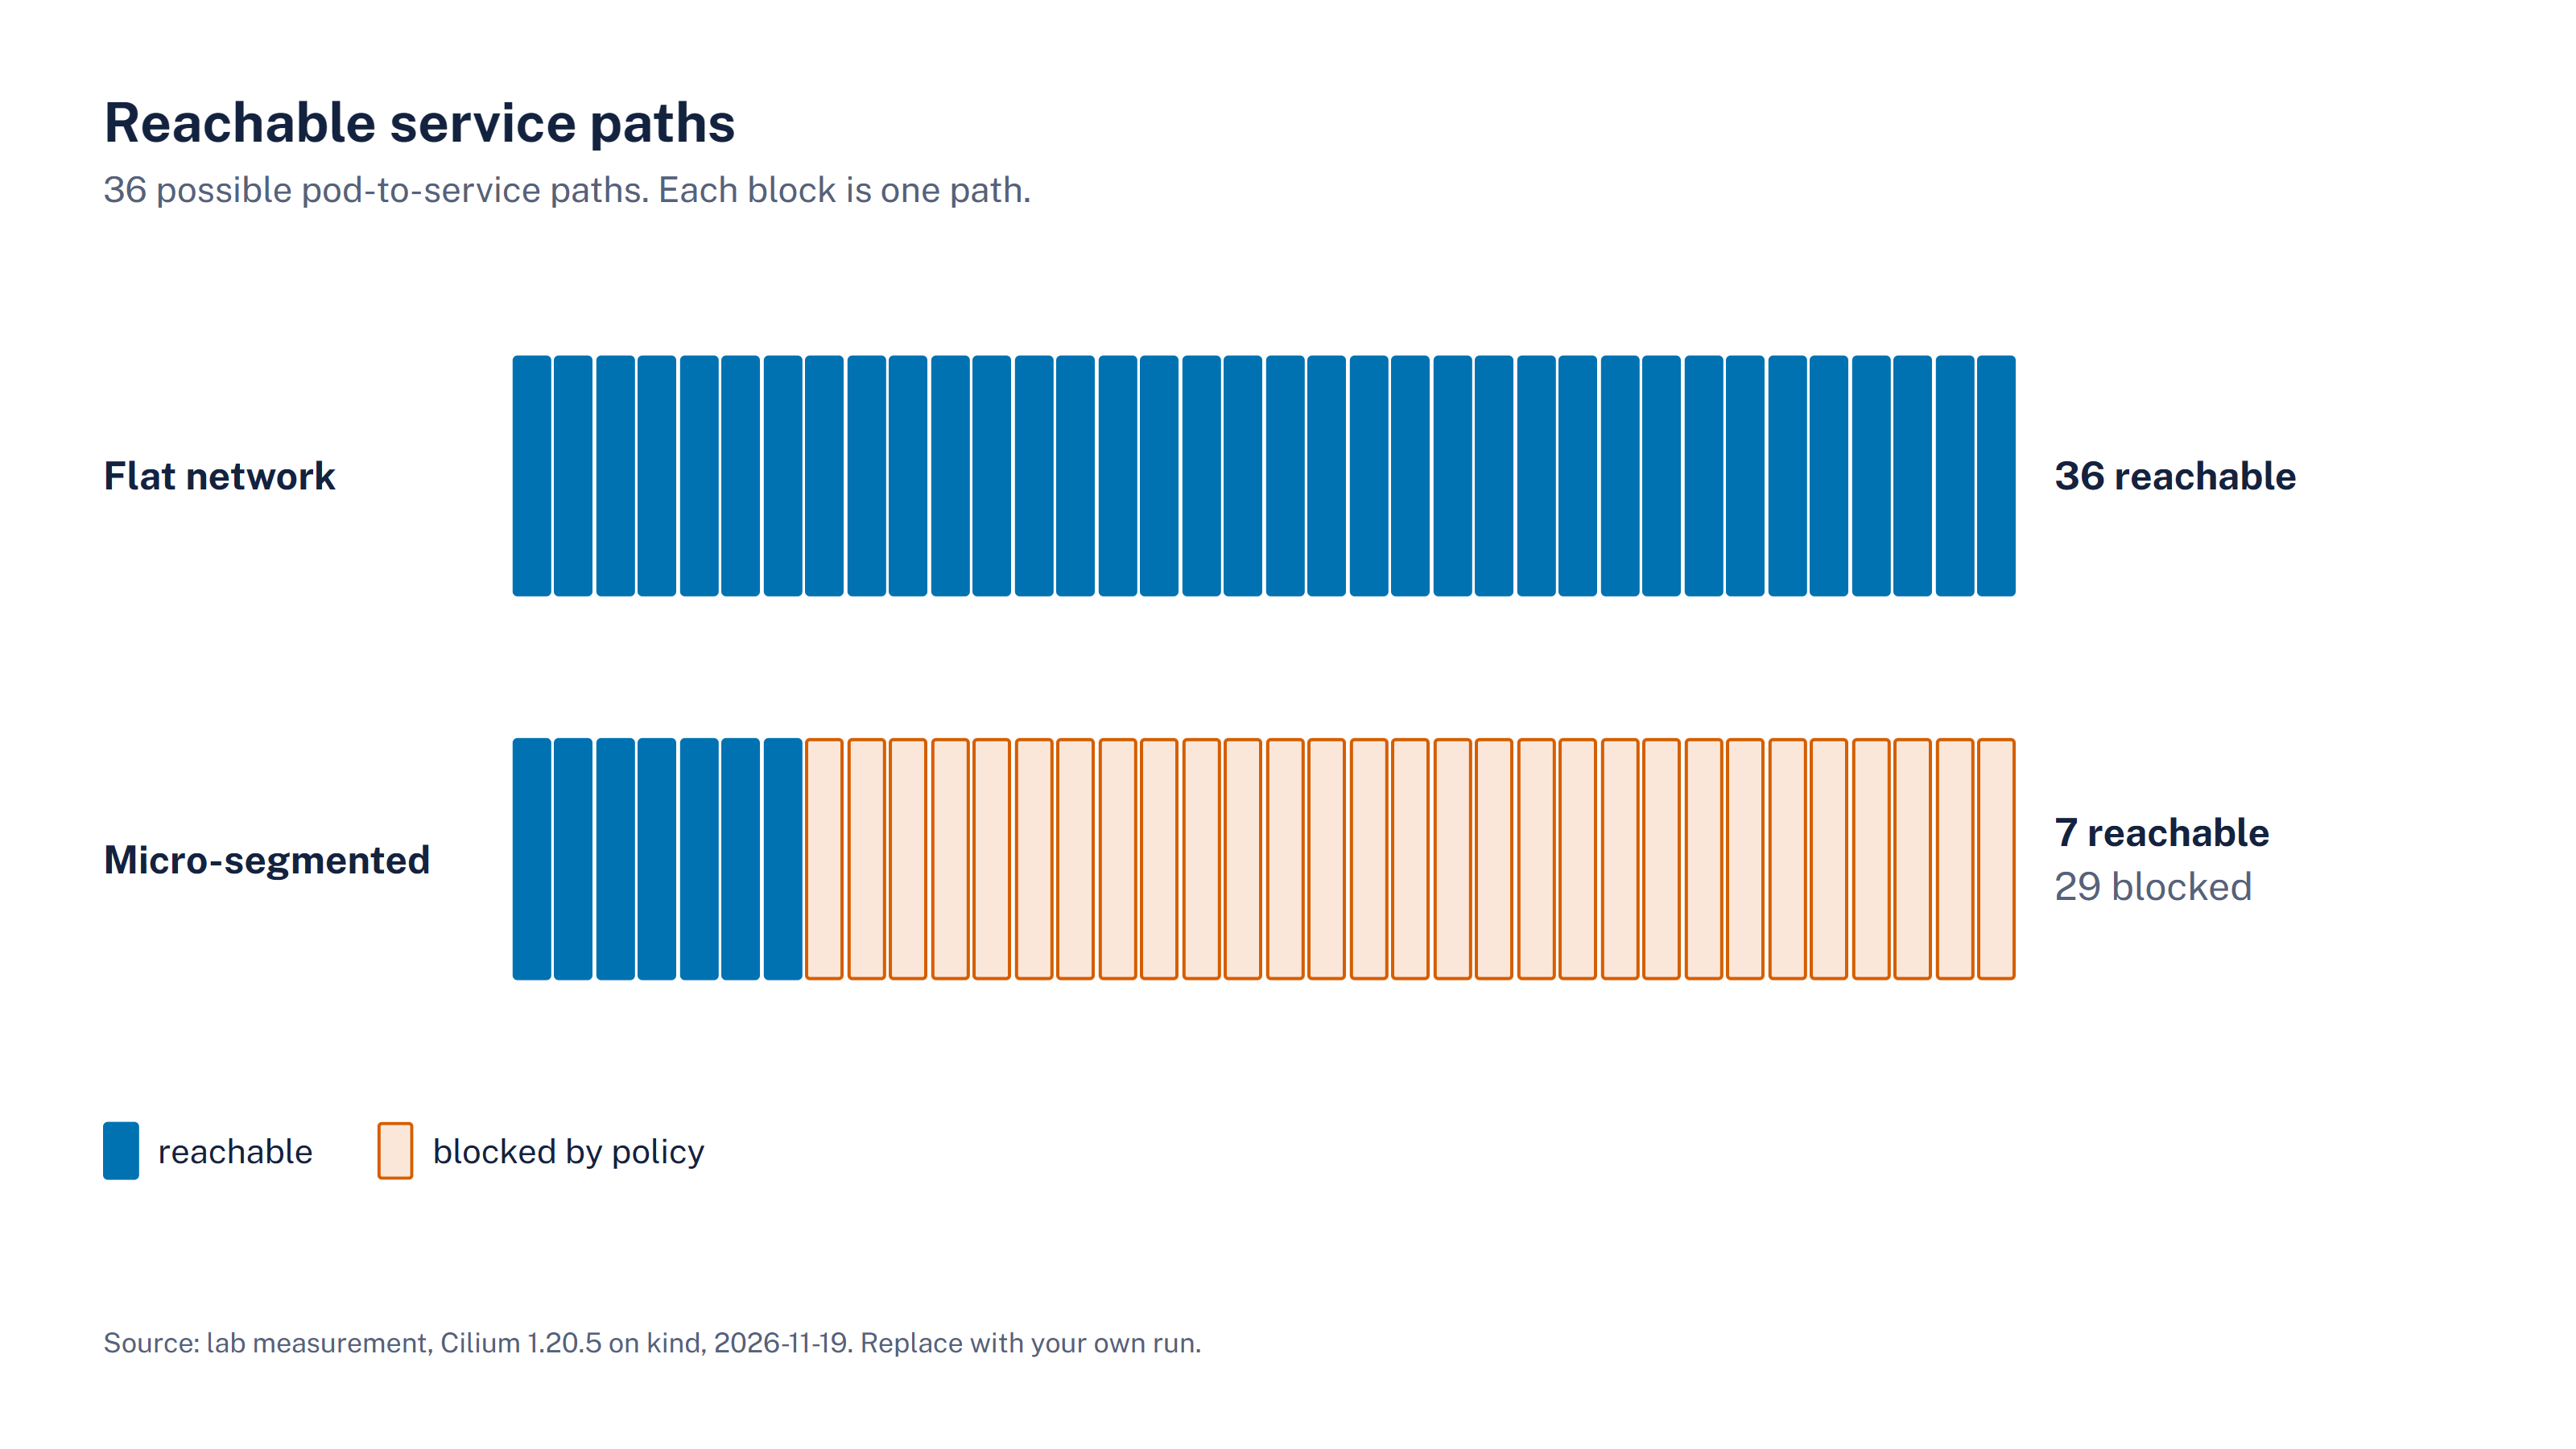 Reachable service paths
36 possible pod-to-service paths. Each block is one path.
Flat network
36 reachable
Micro-segmented
7 reachable
29 blocked
reachable
blocked by policy
Source: lab measurement, Cilium 1.20.5 on kind, 2026-11-19. Replace with your own run.